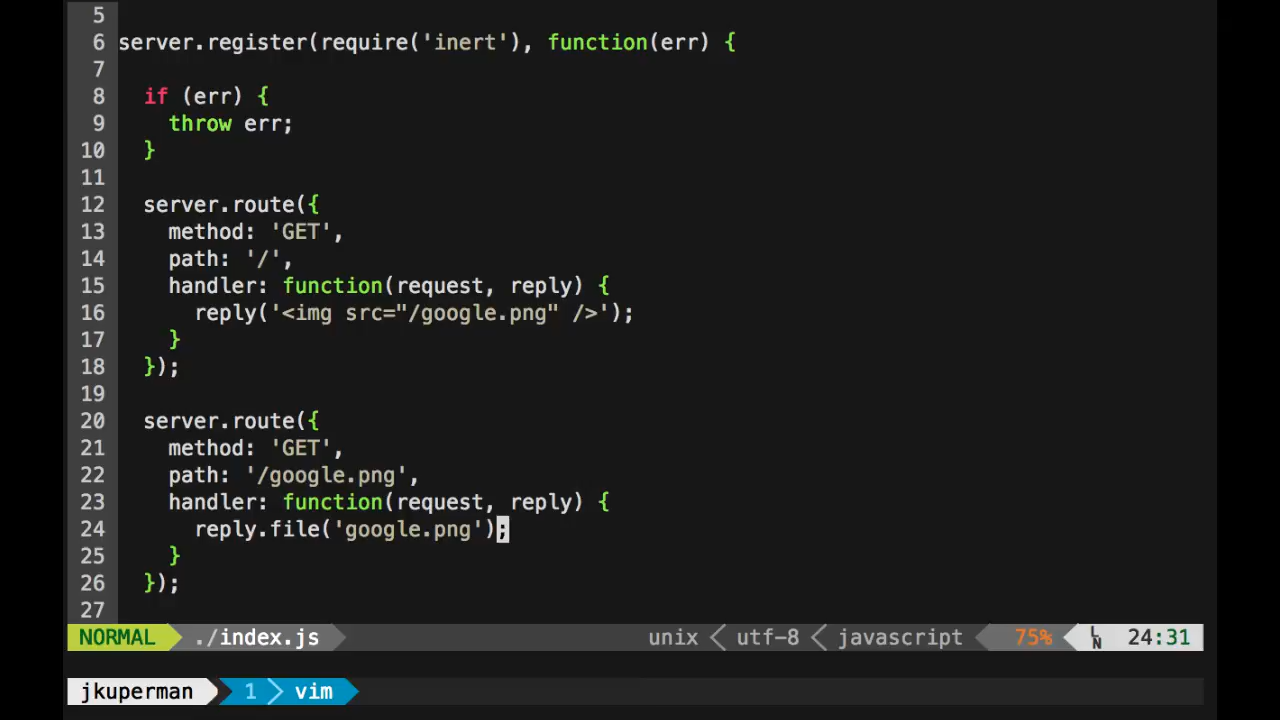 5
6 server.register(require('inert'), function(err) {
7
8   if (err) {
9     throw err;
10   }
11
12   server.route({
13     method: 'GET',
14     path: '/',
15     handler: function(request, reply) {
16       reply('<img src="/google.png" />');
17     }
18   });
19
20   server.route({
21     method: 'GET',
22     path: '/google.png',
23     handler: function(request, reply) {
24       reply.file('google.png');
25     }
26   });
27
NORMAL ./index.js unix utf-8 javascript 75% LN 24:31
jkuperman 1 vim